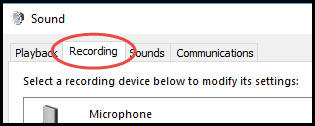 Sound
Playback Recording Sounds Communications
Select a recording device below to modify its settings:
Microphone